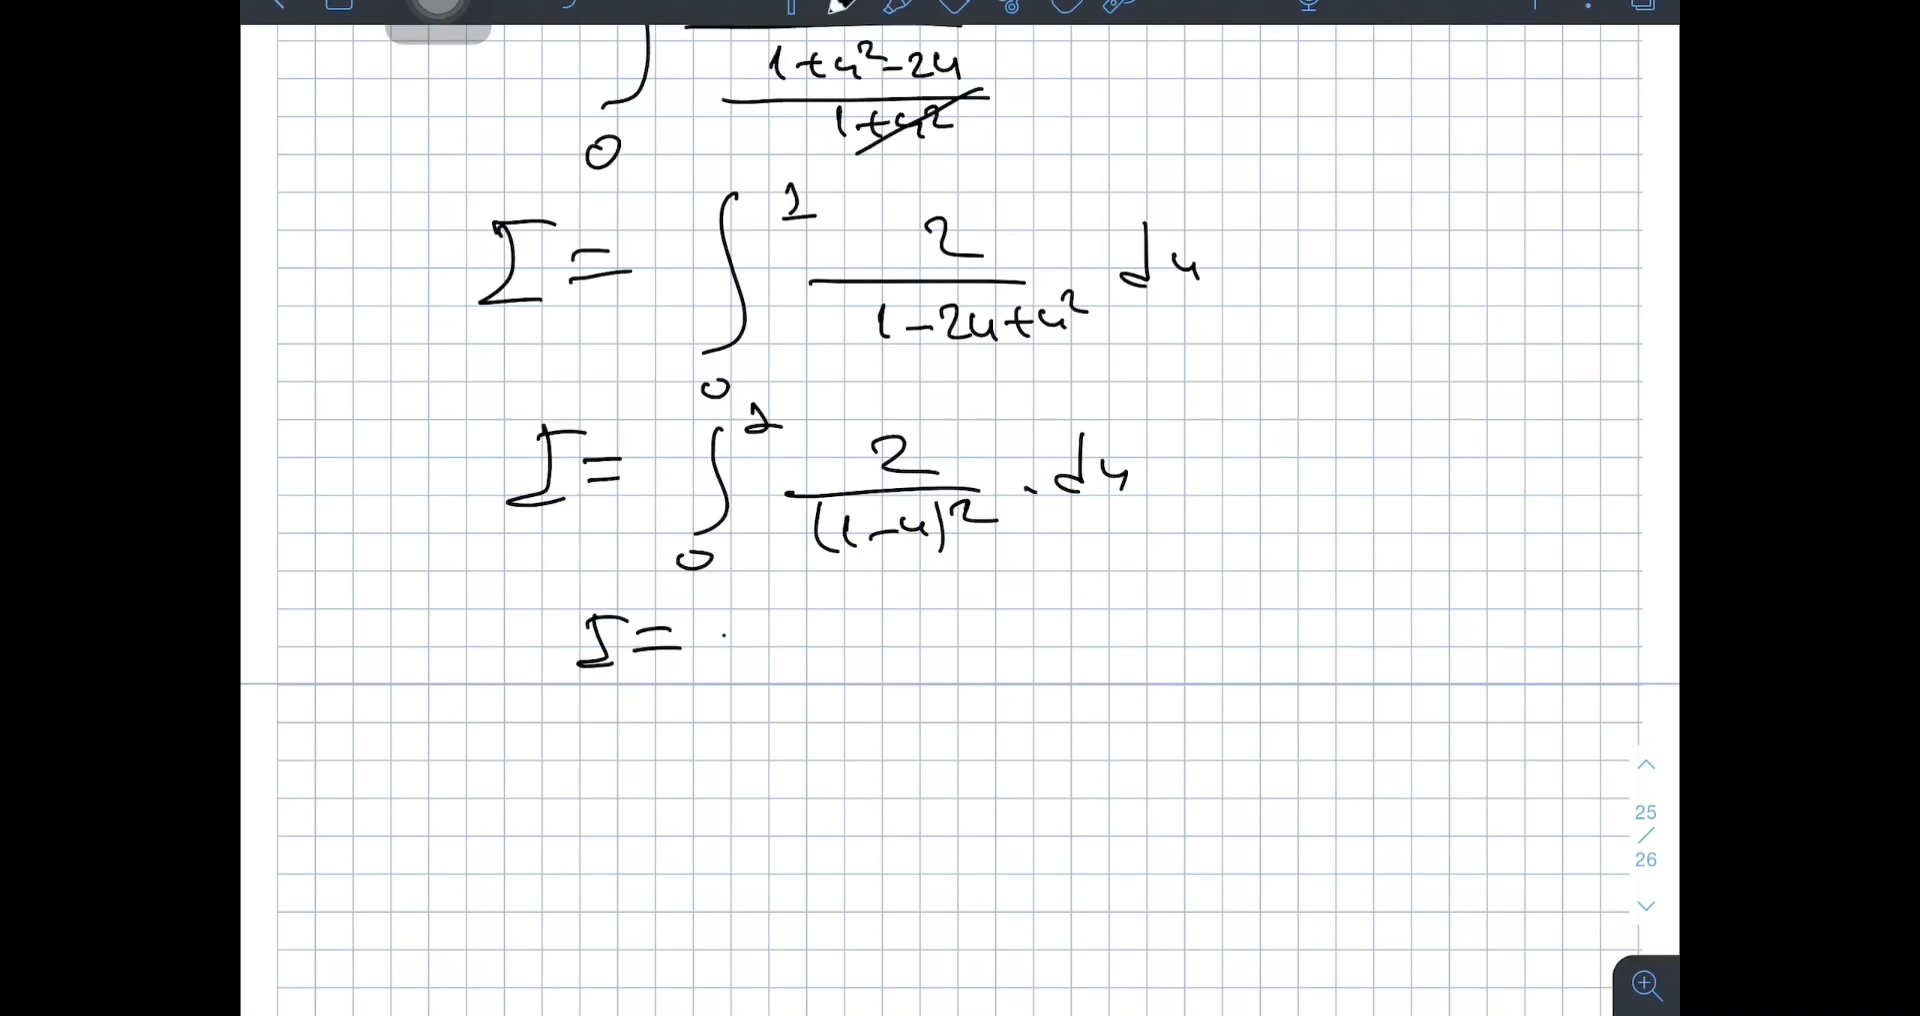 1+u²-2u
1+u²
0
I = ∫ 1 2 / 1-2u+u² du
0
I = ∫ 1 2 / (1-u)² . du
0
I = .
25
/
26